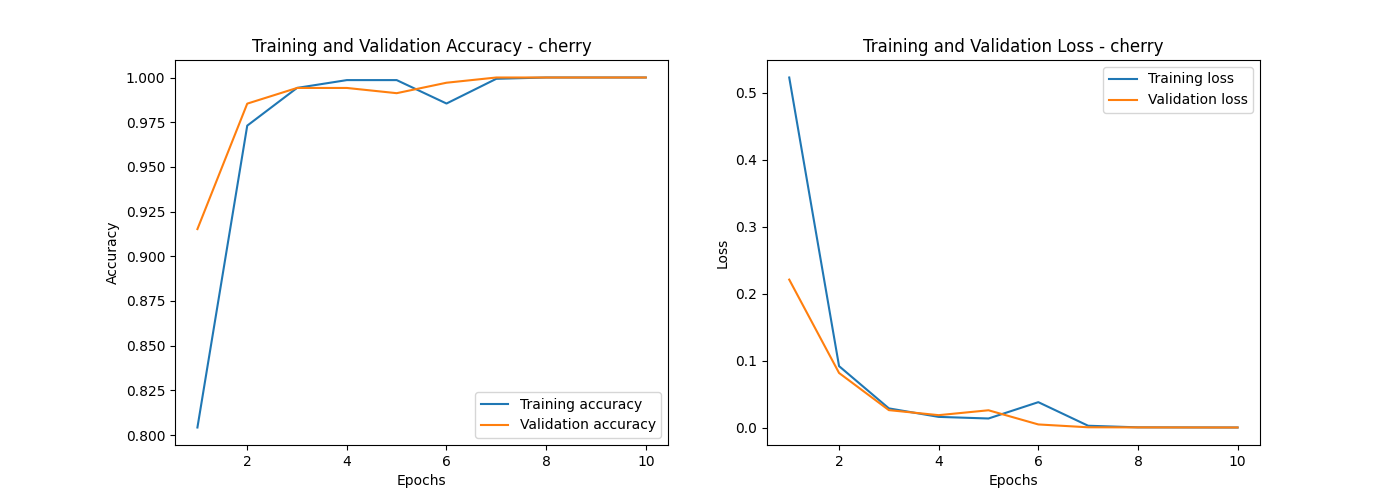 Training and Validation Accuracy - cherry
1.000
0.975
0.950
0.925
0.900
0.875
0.850
0.825
0.800
Accuracy
2 4 6 8 10
Epochs
Training accuracy
Validation accuracy
Training and Validation Loss - cherry
0.5
0.4
0.3
0.2
0.1
0.0
Loss
2 4 6 8 10
Epochs
Training loss
Validation loss